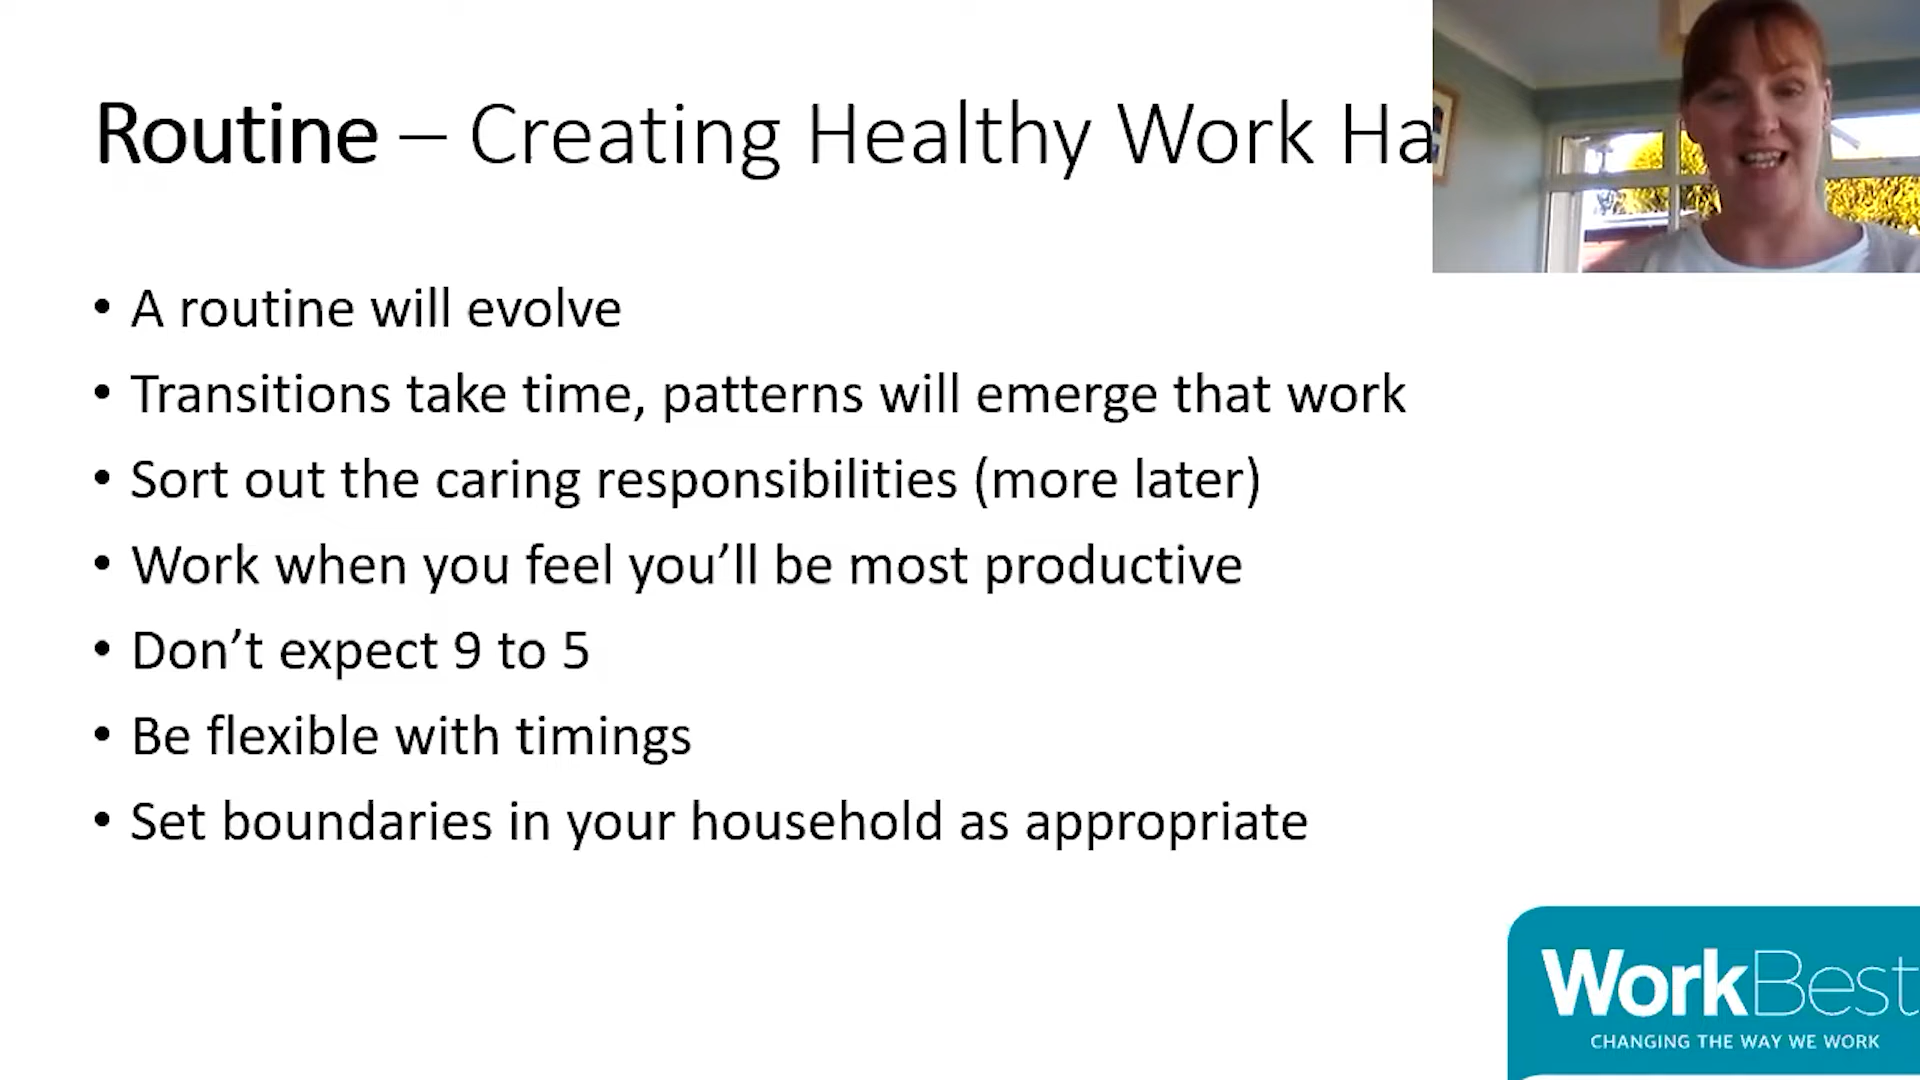 Routine – Creating Healthy Work Ha
• A routine will evolve
• Transitions take time, patterns will emerge that work
• Sort out the caring responsibilities (more later)
• Work when you feel you’ll be most productive
• Don’t expect 9 to 5
• Be flexible with timings
• Set boundaries in your household as appropriate
WorkBest
CHANGING THE WAY WE WORK